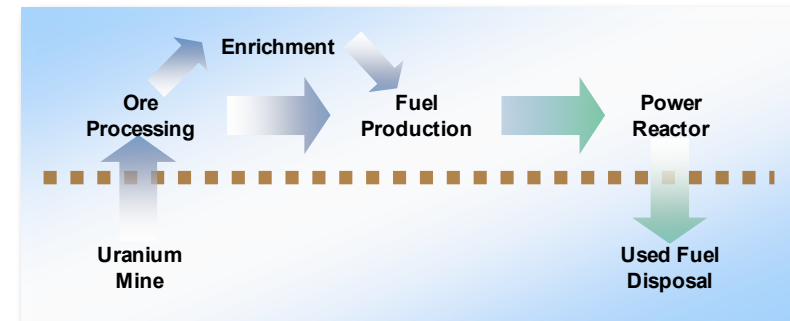 Enrichment
Ore
Processing
Fuel
Production
Power
Reactor
Uranium
Mine
Used Fuel
Disposal